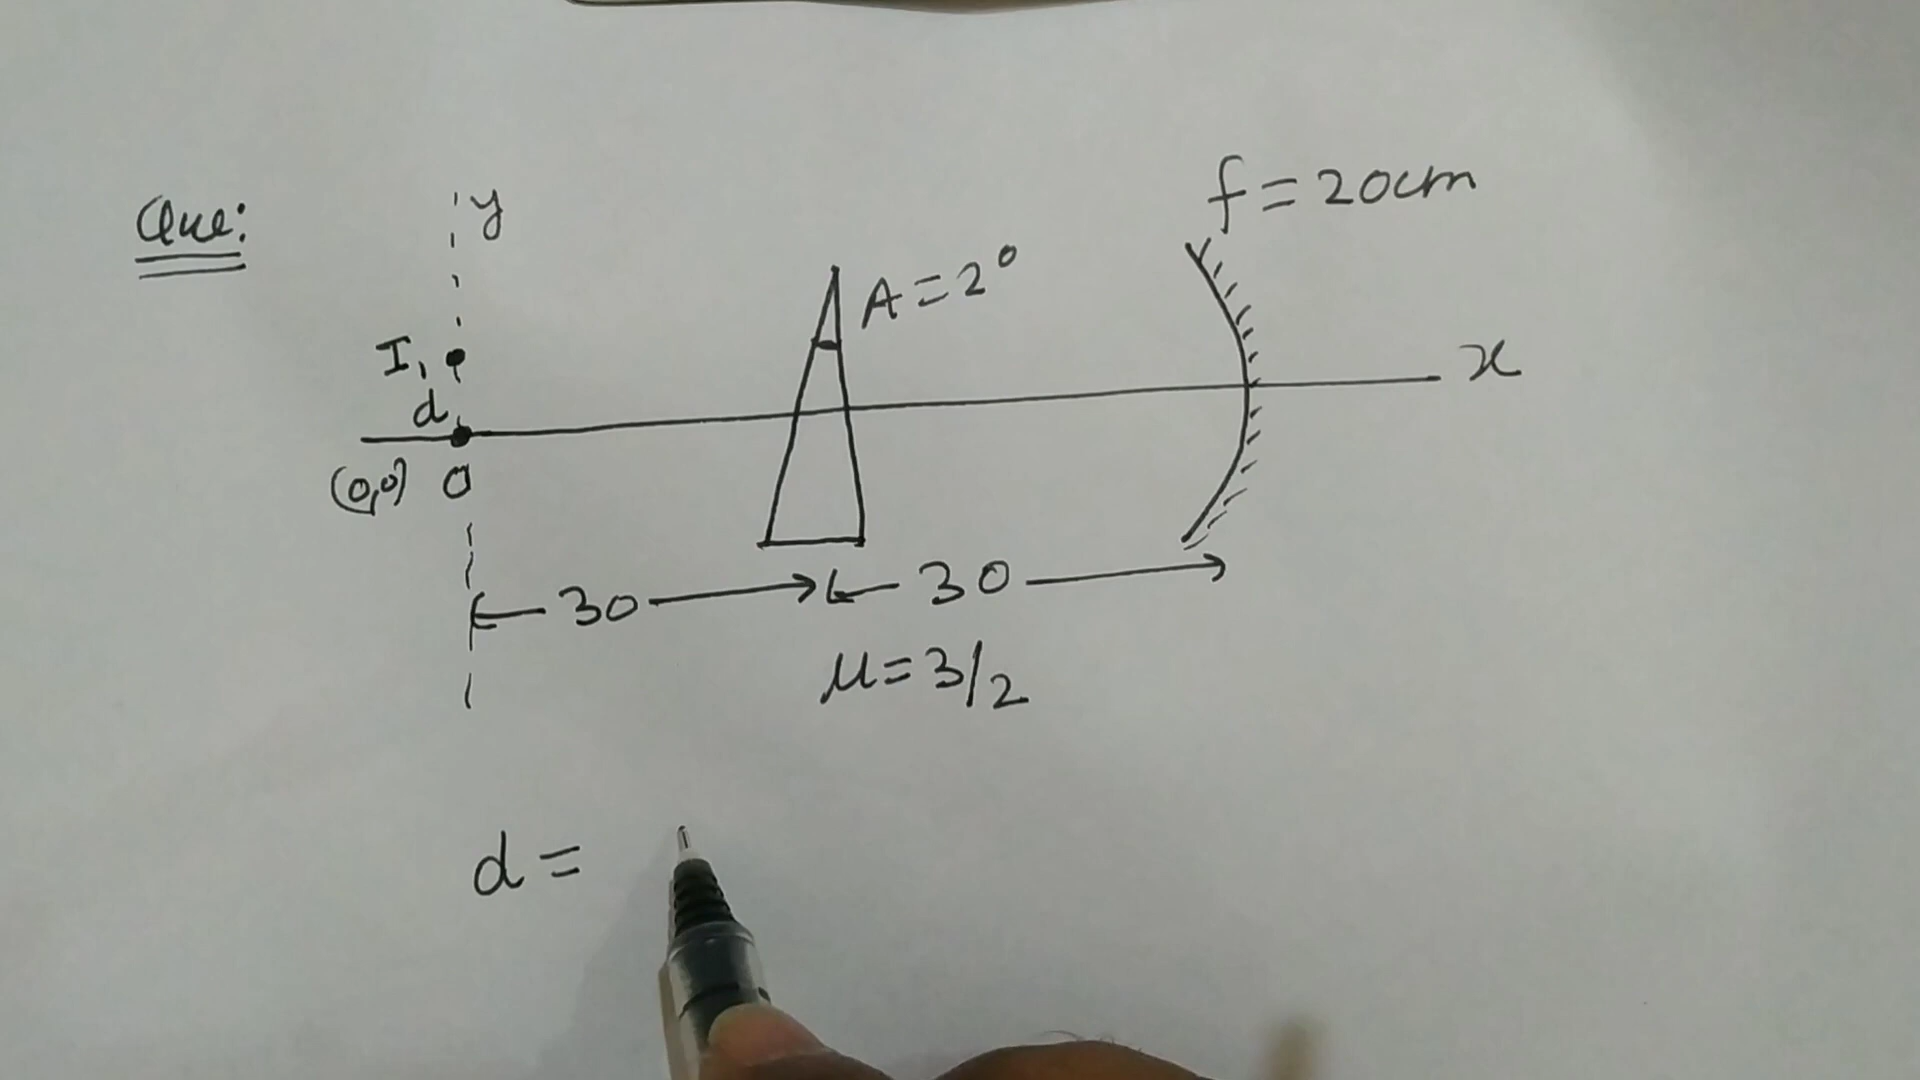 Que:
y
f = 20cm
A = 2°
I₁
d
x
(0,0) O
30 30
μ = 3/2
d =